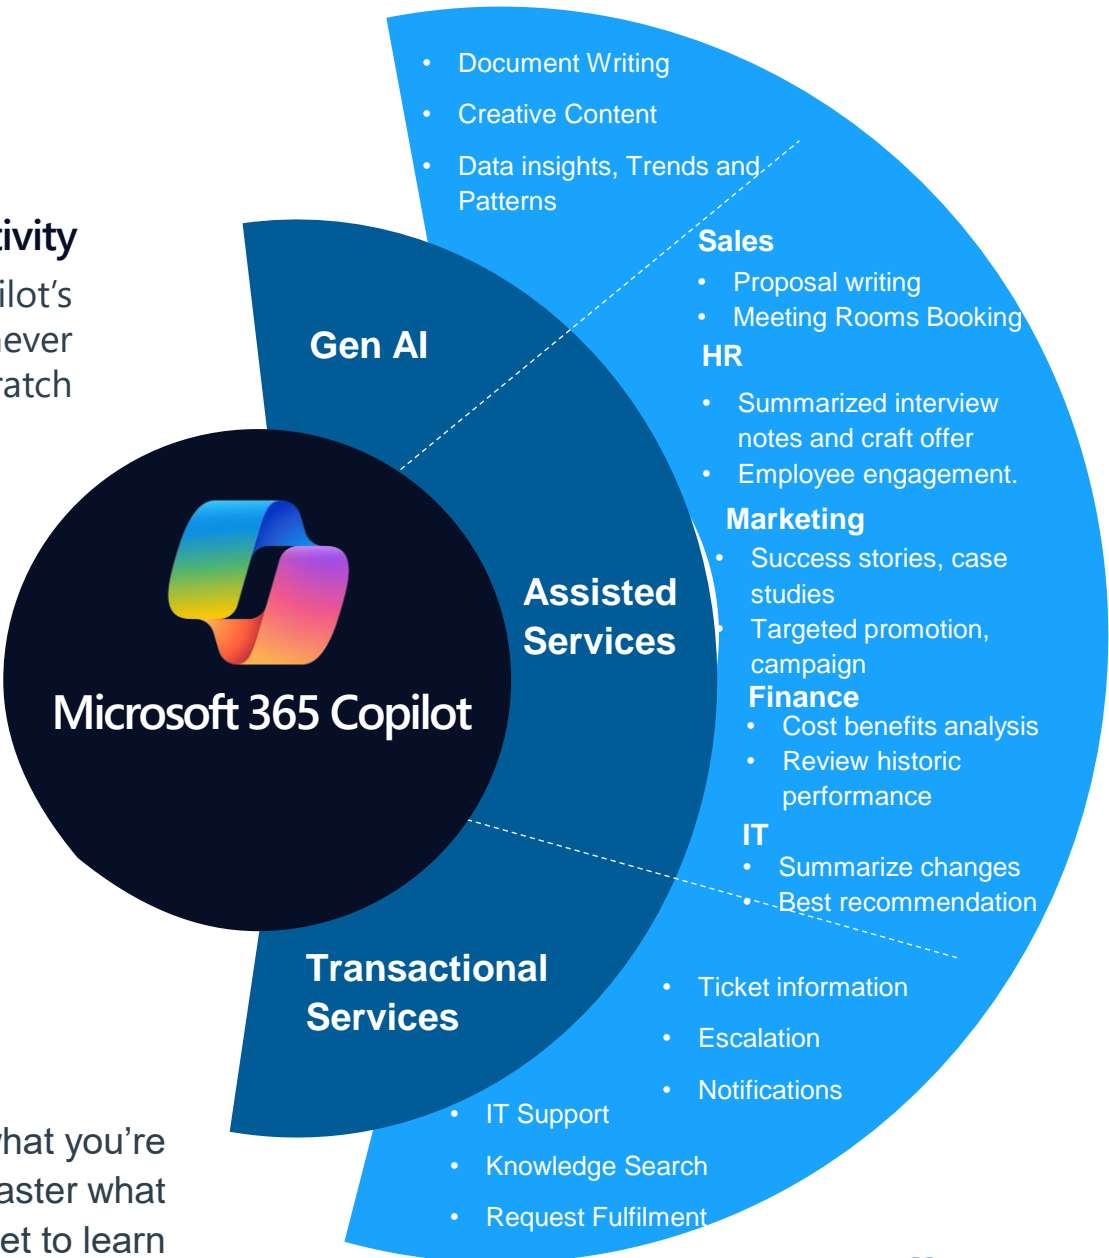 • Document Writing
• Creative Content
• Data insights, Trends and
Patterns
tivity
ilot's
never
ratch
Gen AI
Sales
• Proposal writing
• Meeting Rooms Booking
HR
• Summarized interview
notes and craft offer
• Employee engagement.
Marketing
• Success stories, case
studies
• Targeted promotion,
campaign
Finance
• Cost benefits analysis
• Review historic
performance
IT
• Summarize changes
• Best recommendation
Assisted
Services
Microsoft 365 Copilot
Transactional
Services
• Ticket information
• Escalation
• Notifications
• IT Support
• Knowledge Search
• Request Fulfilment
what you're
aster what
et to learn